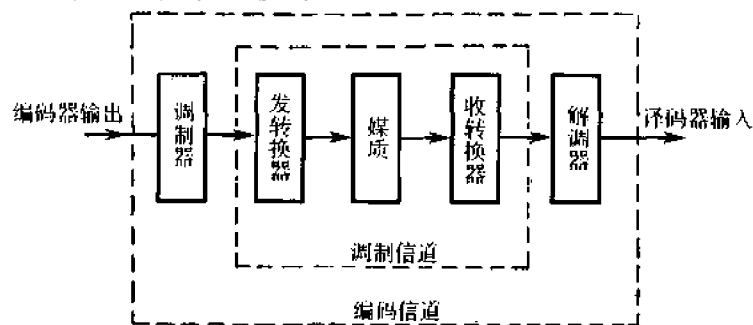 编码器输出
调制器
发转换器
媒质
收转换器
解调器
译码器输入
调制信道
编码信道